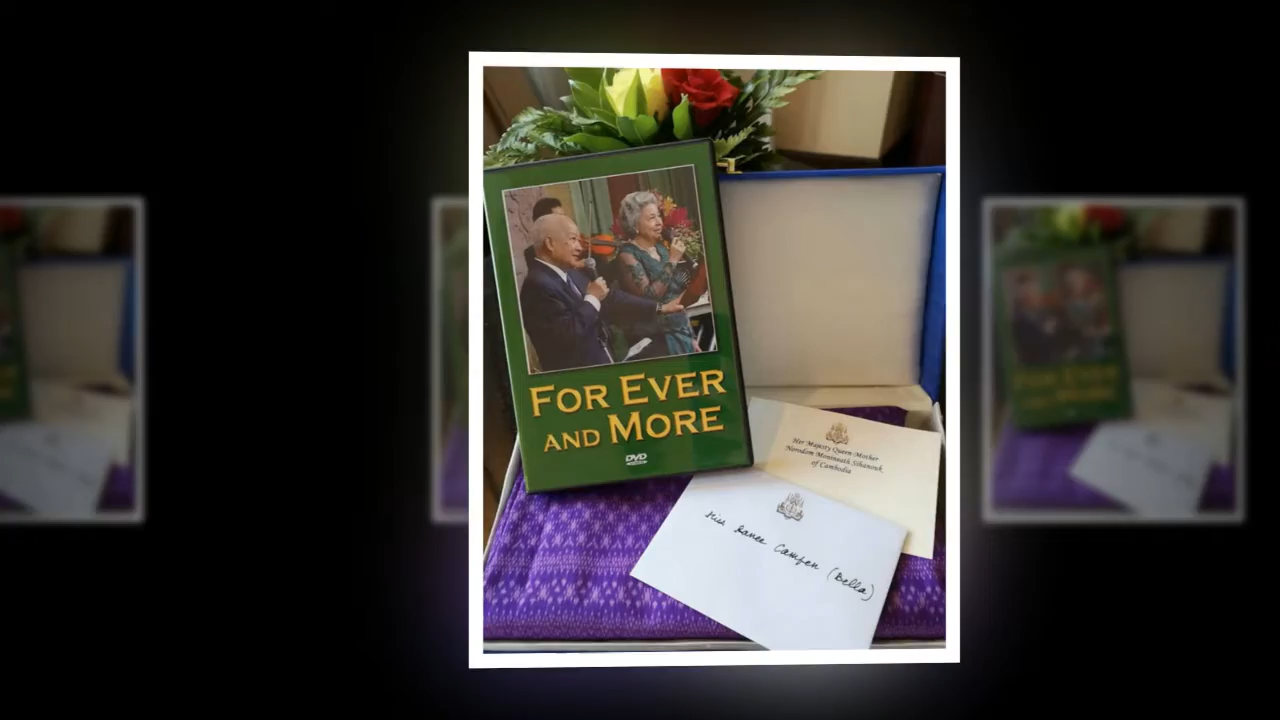 FOR EVER
AND MORE
DVD
Her Majesty Queen Mother
Norodom Monineath Sihanouk
of Cambodia
Miss Ranee Campen (Bella)